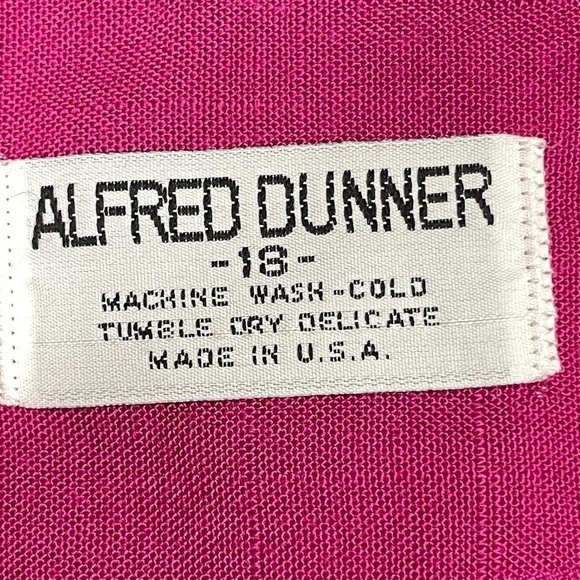 ALFRED DUNNER
-18-
MACHINE WASH-COLD
TUMBLE DRY DELICATE
MADE IN U.S.A.